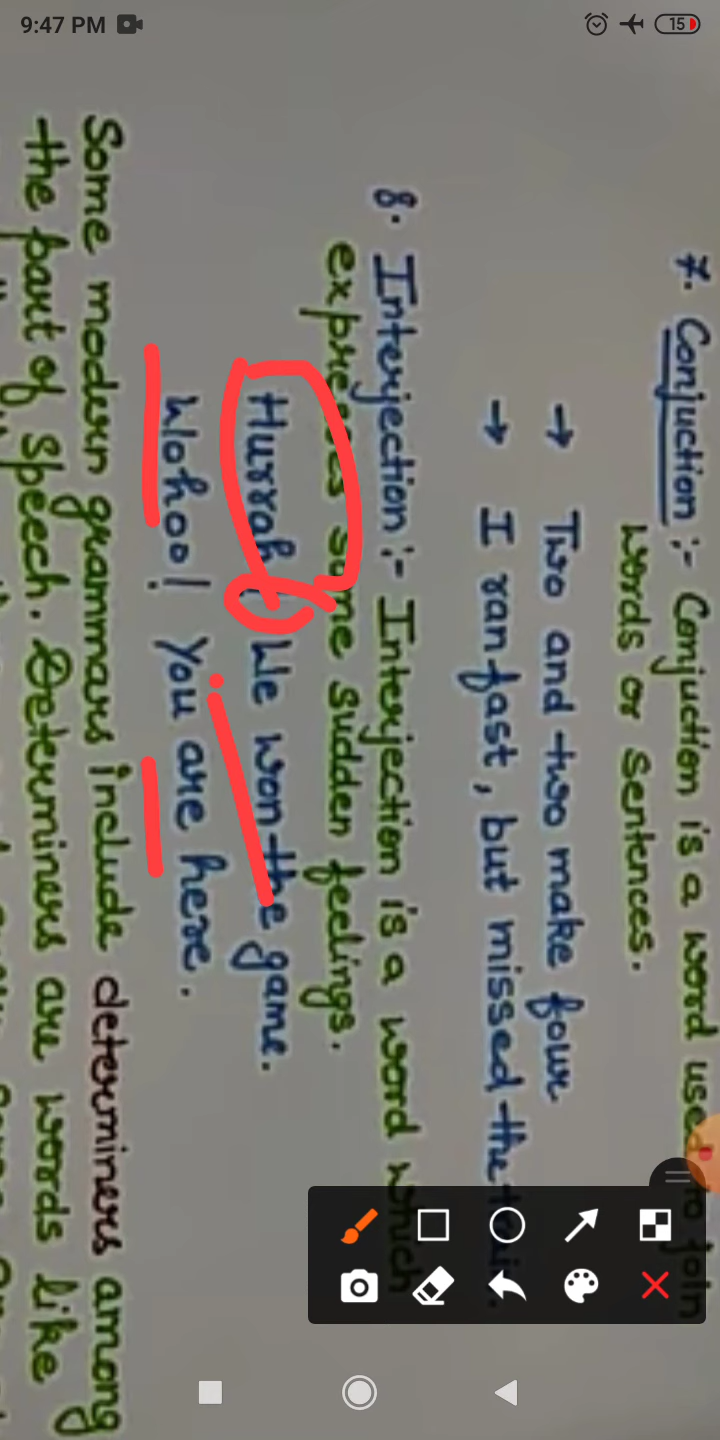 9:47 PM
15
7. Conjuction :- Conjuction is a word used to join
words or sentences.
→ Two and two make four
→ I ran fast, but missed the
8. Interjection :- Interjection is a word which
expresses some sudden feelings.
Hurrah! We won the game.
Wohoo! You are here.
Some modern grammars include determiners among
the part of speech. Determiners are words like